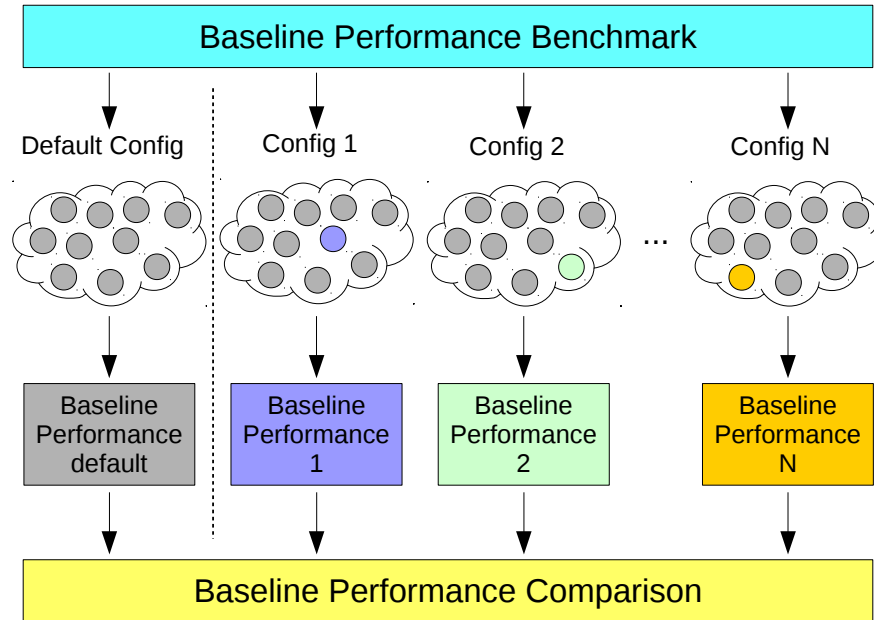 Baseline Performance Benchmark
Default Config
Config 1
Config 2
Config N
...
Baseline
Performance
default
Baseline
Performance
1
Baseline
Performance
2
Baseline
Performance
N
Baseline Performance Comparison